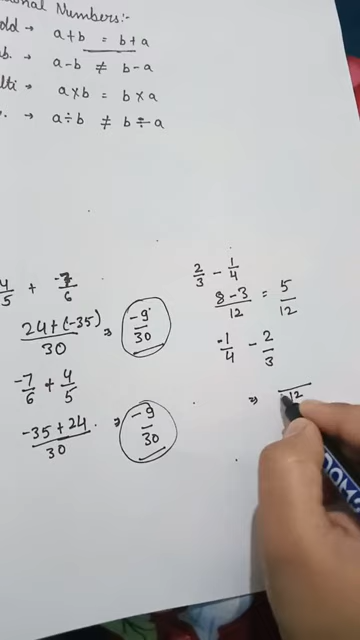 ional Numbers:-
dd → a+b = b+a
b. → a-b ≠ b-a
lti → a×b = b×a
. → a÷b ≠ b÷a
4/5 + -7/6
24+(-35)/30 ⇒ -9/30
-7/6 + 4/5
-35+24/30 ⇒ -9/30
2/3 - 1/4
8-3/12 = 5/12
-1/4 - 2/3
⇒ /12